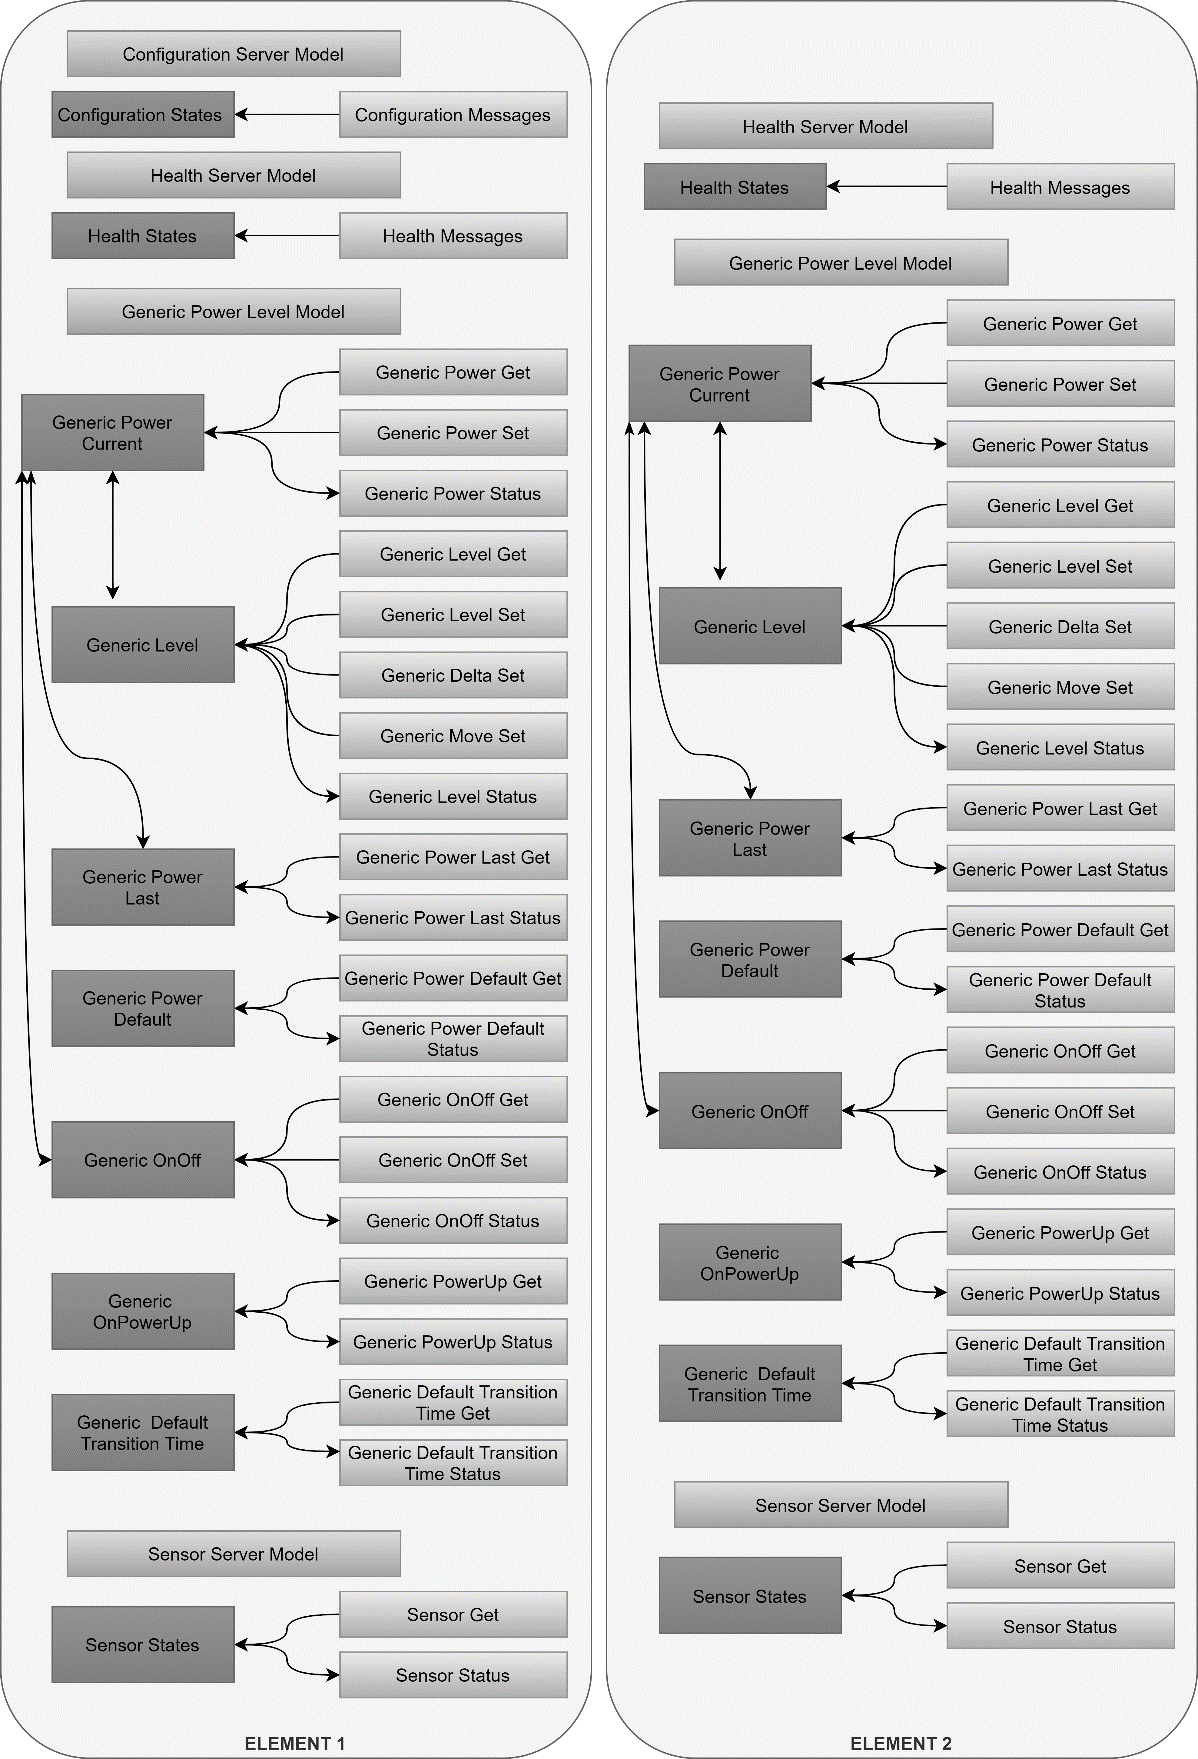 Configuration Server Model
Configuration States
Configuration Messages
Health Server Model
Health States
Health Messages
Generic Power Level Model
Generic Power Get
Generic Power
Current
Generic Power Set
Generic Power Status
Generic Level Get
Generic Level Set
Generic Level
Generic Delta Set
Generic Move Set
Generic Level Status
Generic Power Last Get
Generic Power
Last
Generic Power Last Status
Generic Power Default Get
Generic Power
Default
Generic Power Default
Status
Generic OnOff Get
Generic OnOff
Generic OnOff Set
Generic OnOff Status
Generic PowerUp Get
Generic
OnPowerUp
Generic PowerUp Status
Generic Default Transition
Time Get
Generic  Default
Transition Time
Generic Default Transition
Time Status
Sensor Server Model
Sensor Get
Sensor States
Sensor Status
ELEMENT 1
Health Server Model
Health States
Health Messages
Generic Power Level Model
Generic Power Get
Generic Power
Current
Generic Power Set
Generic Power Status
Generic Level Get
Generic Level Set
Generic Level
Generic Delta Set
Generic Move Set
Generic Level Status
Generic Power Last Get
Generic Power
Last
Generic Power Last Status
Generic Power Default Get
Generic Power
Default
Generic Power Default
Status
Generic OnOff Get
Generic OnOff
Generic OnOff Set
Generic OnOff Status
Generic PowerUp Get
Generic
OnPowerUp
Generic PowerUp Status
Generic Default Transition
Time Get
Generic  Default
Transition Time
Generic Default Transition
Time Status
Sensor Server Model
Sensor Get
Sensor States
Sensor Status
ELEMENT 2